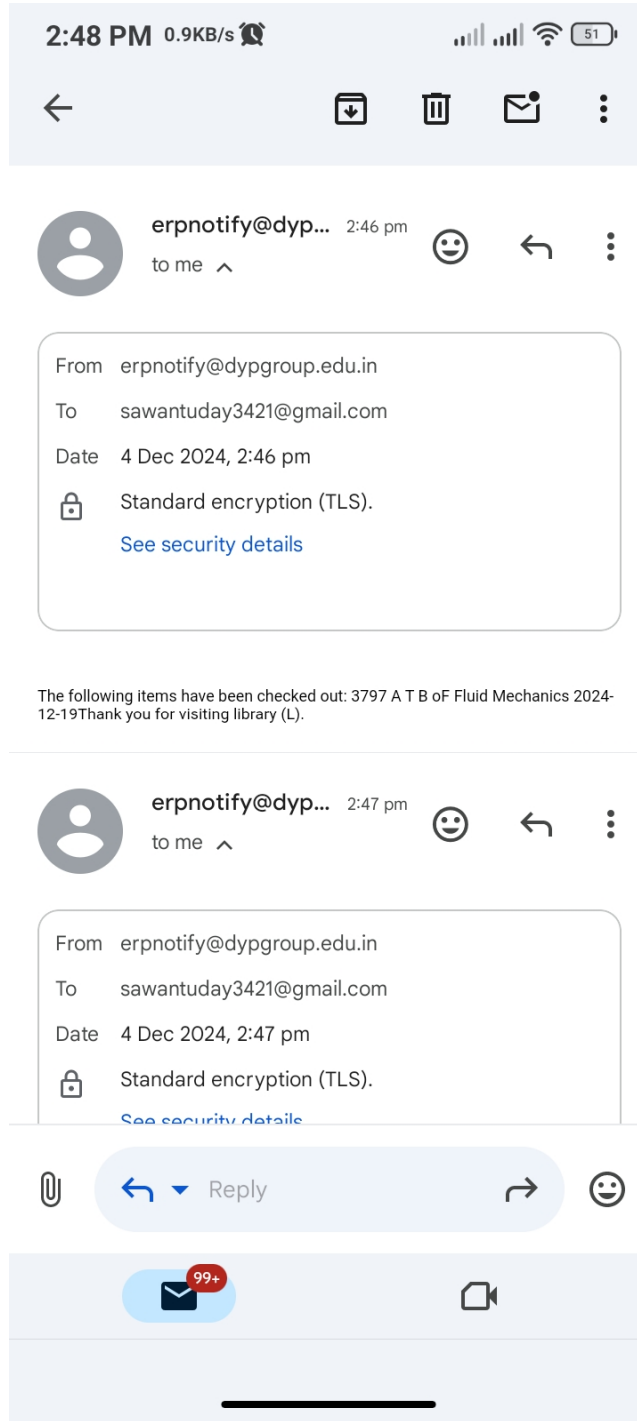 2:48 PM 0.9KB/s 51
erpnotify@dyp... 2:46 pm
to me
From erpnotify@dypgroup.edu.in
To sawantuday3421@gmail.com
Date 4 Dec 2024, 2:46 pm
Standard encryption (TLS).
See security details
The following items have been checked out: 3797 A T B oF Fluid Mechanics 2024-
12-19Thank you for visiting library (L).
erpnotify@dyp... 2:47 pm
to me
From erpnotify@dypgroup.edu.in
To sawantuday3421@gmail.com
Date 4 Dec 2024, 2:47 pm
Standard encryption (TLS).
See security details
Reply
99+